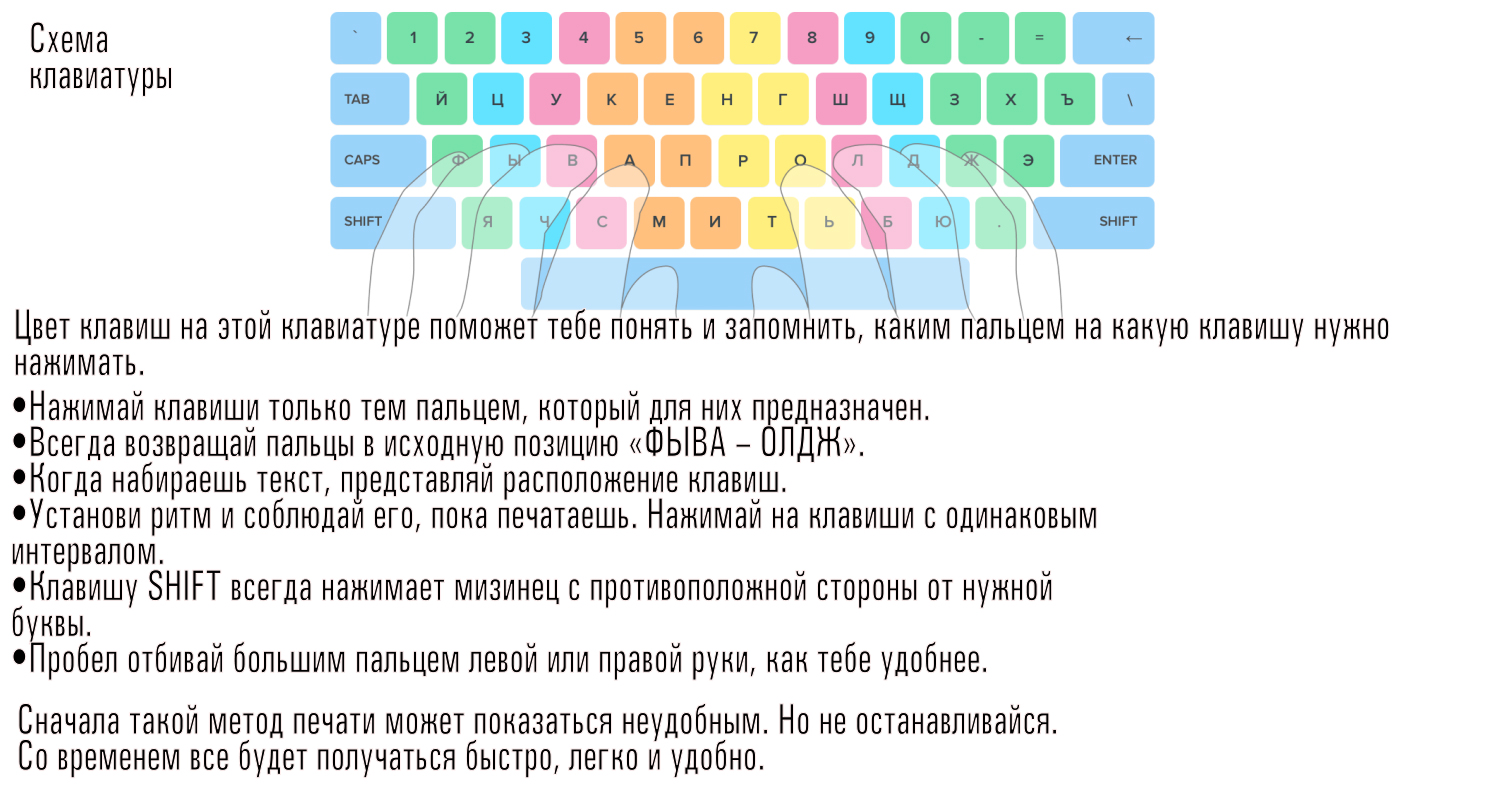 Схема
клавиатуры
` 1 2 3 4 5 6 7 8 9 0 - = ←
TAB Й Ц У К Е Н Г Ш Щ З Х Ъ \
CAPS Ф Ы В А П Р О Л Д Ж Э ENTER
SHIFT Я Ч С М И Т Ь Б Ю . SHIFT
Цвет клавиш на этой клавиатуре поможет тебе понять и запомнить, каким пальцем на какую клавишу нужно
нажимать.
•Нажимай клавиши только тем пальцем, который для них предназначен.
•Всегда возвращай пальцы в исходную позицию «ФЫВА – ОЛДЖ».
•Когда набираешь текст, представляй расположение клавиш.
•Установи ритм и соблюдай его, пока печатаешь. Нажимай на клавиши с одинаковым
интервалом.
•Клавишу SHIFT всегда нажимает мизинец с противоположной стороны от нужной
буквы.
•Пробел отбивай большим пальцем левой или правой руки, как тебе удобнее.
Сначала такой метод печати может показаться неудобным. Но не останавливайся.
Со временем все будет получаться быстро, легко и удобно.